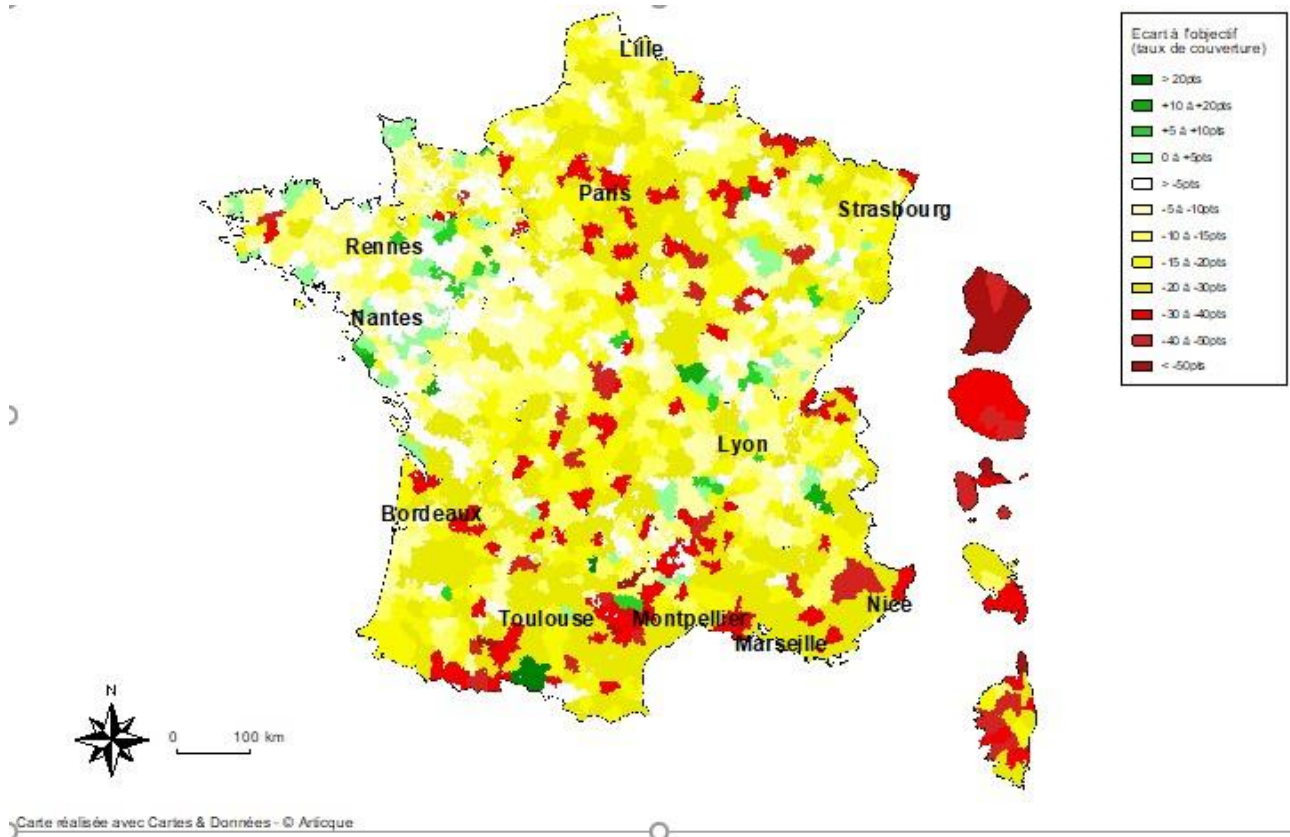 Ecart à l'objectif
(taux de couverture)
> 20pts
+10 à +20pts
+5 à +10pts
0 à +5pts
> -5pts
-5 à -10pts
-10 à -15pts
-15 à -20pts
-20 à -30pts
-30 à -40pts
-40 à -50pts
< -50pts
Lille
Paris
Strasbourg
Rennes
Nantes
Lyon
Bordeaux
Nice
Toulouse
Montpellier
Marseille
N
0 100 km
Carte réalisée avec Cartes & Données - © Articque